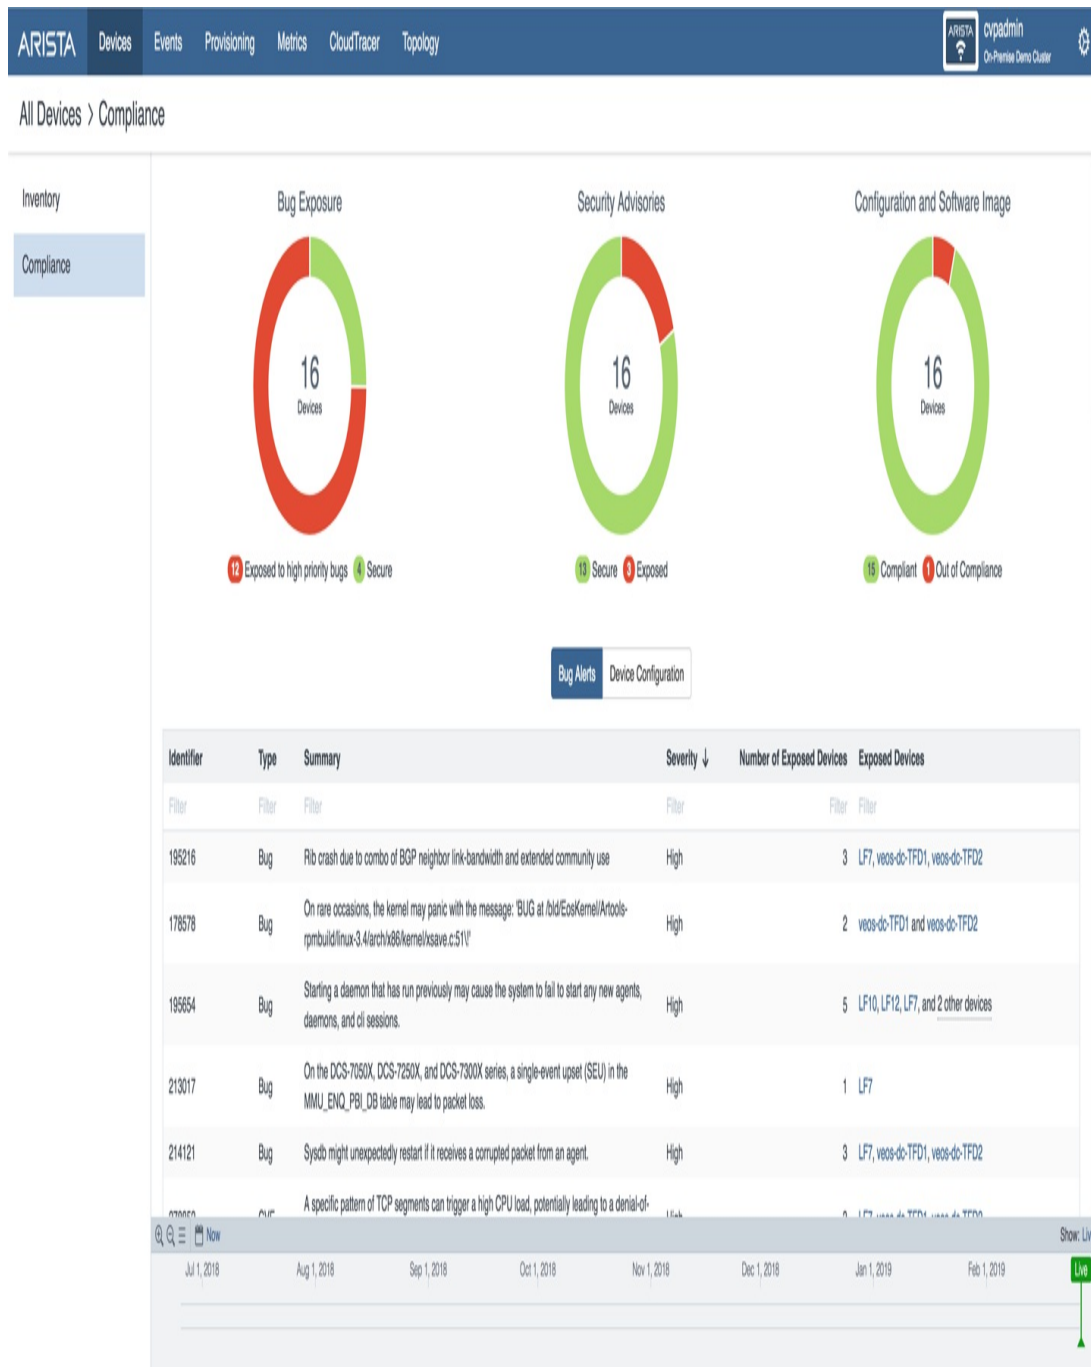 ARISTA Devices Events Provisioning Metrics CloudTracer Topology
ARISTA
cvpadmin
On-Premise Demo Cluster
All Devices > Compliance
Inventory
Compliance
Bug Exposure
16
Devices
12 Exposed to high priority bugs 4 Secure
Security Advisories
16
Devices
13 Secure 3 Exposed
Configuration and Software Image
16
Devices
15 Compliant 1 Out of Compliance
Bug Alerts Device Configuration
Identifier Type Summary Severity ↓ Number of Exposed Devices Exposed Devices
Filter Filter Filter Filter Filter Filter
195216 Bug Rib crash due to combo of BGP neighbor link-bandwidth and extended community use High 3 LF7, veos-dc-TFD1, veos-dc-TFD2
178578 Bug On rare occasions, the kernel may panic with the message: 'BUG at /bld/EosKernel/Artools-
rpmbuild/linux-3.4/arch/x86/kernel/xsave.c:51\!' High 2 veos-dc-TFD1 and veos-dc-TFD2
195654 Bug Starting a daemon that has run previously may cause the system to fail to start any new agents,
daemons, and cli sessions. High 5 LF10, LF12, LF7, and 2 other devices
213017 Bug On the DCS-7050X, DCS-7250X, and DCS-7300X series, a single-event upset (SEU) in the
MMU_ENQ_PBI_DB table may lead to packet loss. High 1 LF7
214121 Bug Sysdb might unexpectedly restart if it receives a corrupted packet from an agent. High 3 LF7, veos-dc-TFD1, veos-dc-TFD2
A specific pattern of TCP segments can trigger a high CPU load, potentially leading to a denial-of-
Now Show: Liv
Jul 1, 2018 Aug 1, 2018 Sep 1, 2018 Oct 1, 2018 Nov 1, 2018 Dec 1, 2018 Jan 1, 2019 Feb 1, 2019 Live